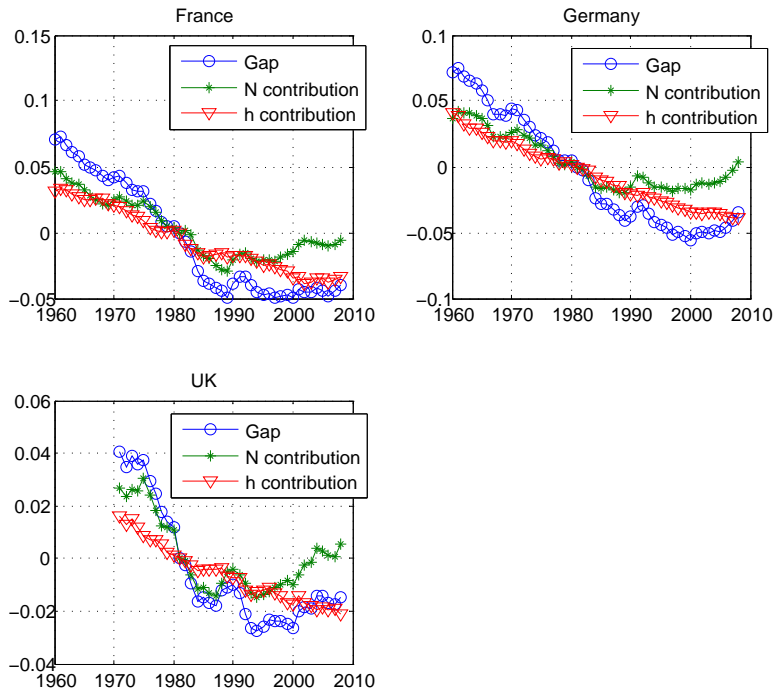 France
0.15
0.1
0.05
0
−0.05
1960 1970 1980 1990 2000 2010
Gap
N contribution
h contribution
Germany
0.1
0.05
0
−0.05
−0.1
1960 1970 1980 1990 2000 2010
Gap
N contribution
h contribution
UK
0.06
0.04
0.02
0
−0.02
−0.04
1960 1970 1980 1990 2000 2010
Gap
N contribution
h contribution